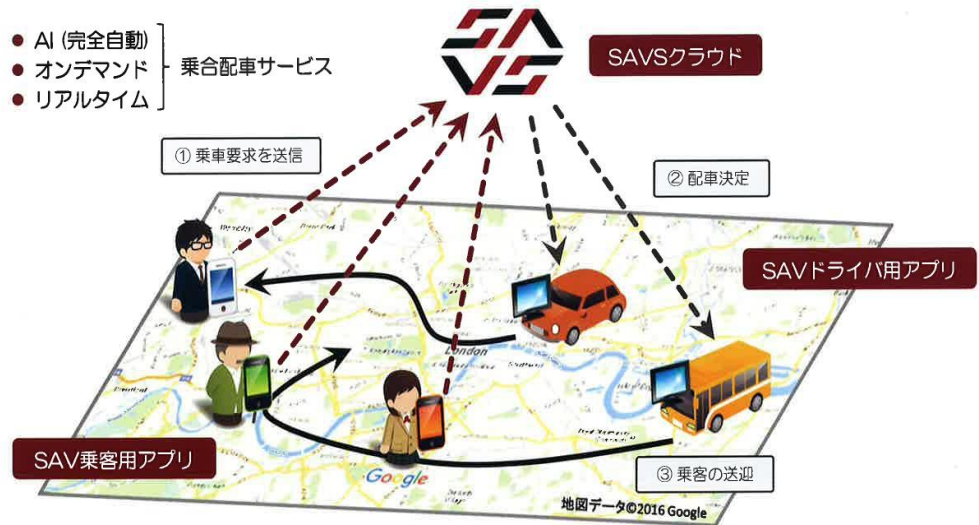 ● AI (完全自動)
● オンデマンド
● リアルタイム
乗合配車サービス
SAVS
SAVSクラウド
① 乗車要求を送信
② 配車決定
SAVドライバ用アプリ
London
SAV乗客用アプリ
③ 乗客の送迎
Google
地図データ©2016 Google